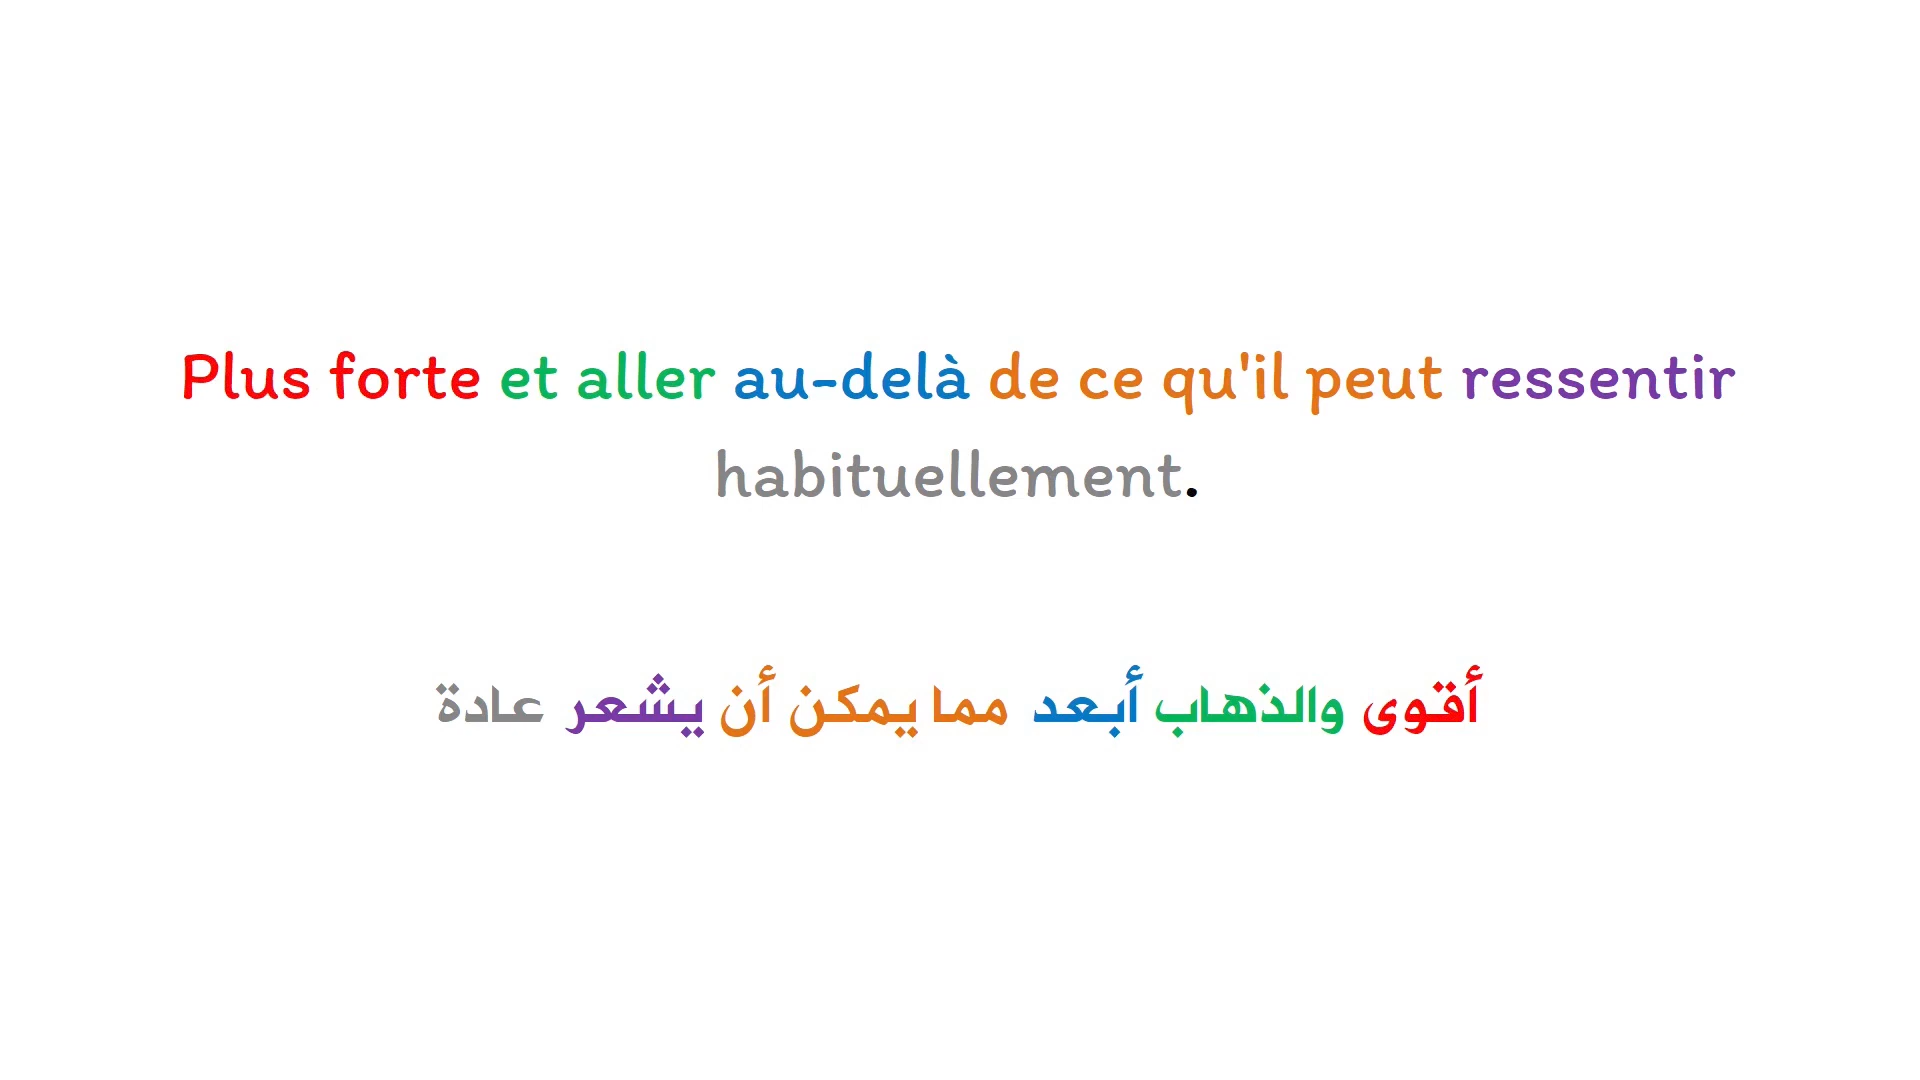 Plus forte et aller au-delà de ce qu'il peut ressentir
habituellement.
أقوى والذهاب أبعد مما يمكن أن يشعر عادة